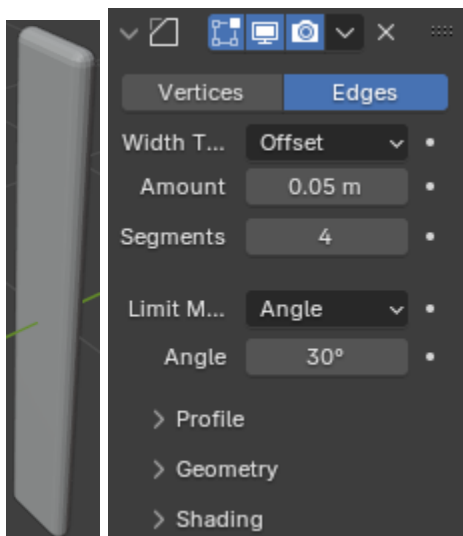 Vertices Edges
Width T... Offset
Amount 0.05 m
Segments 4
Limit M... Angle
Angle 30°
Profile
Geometry
Shading